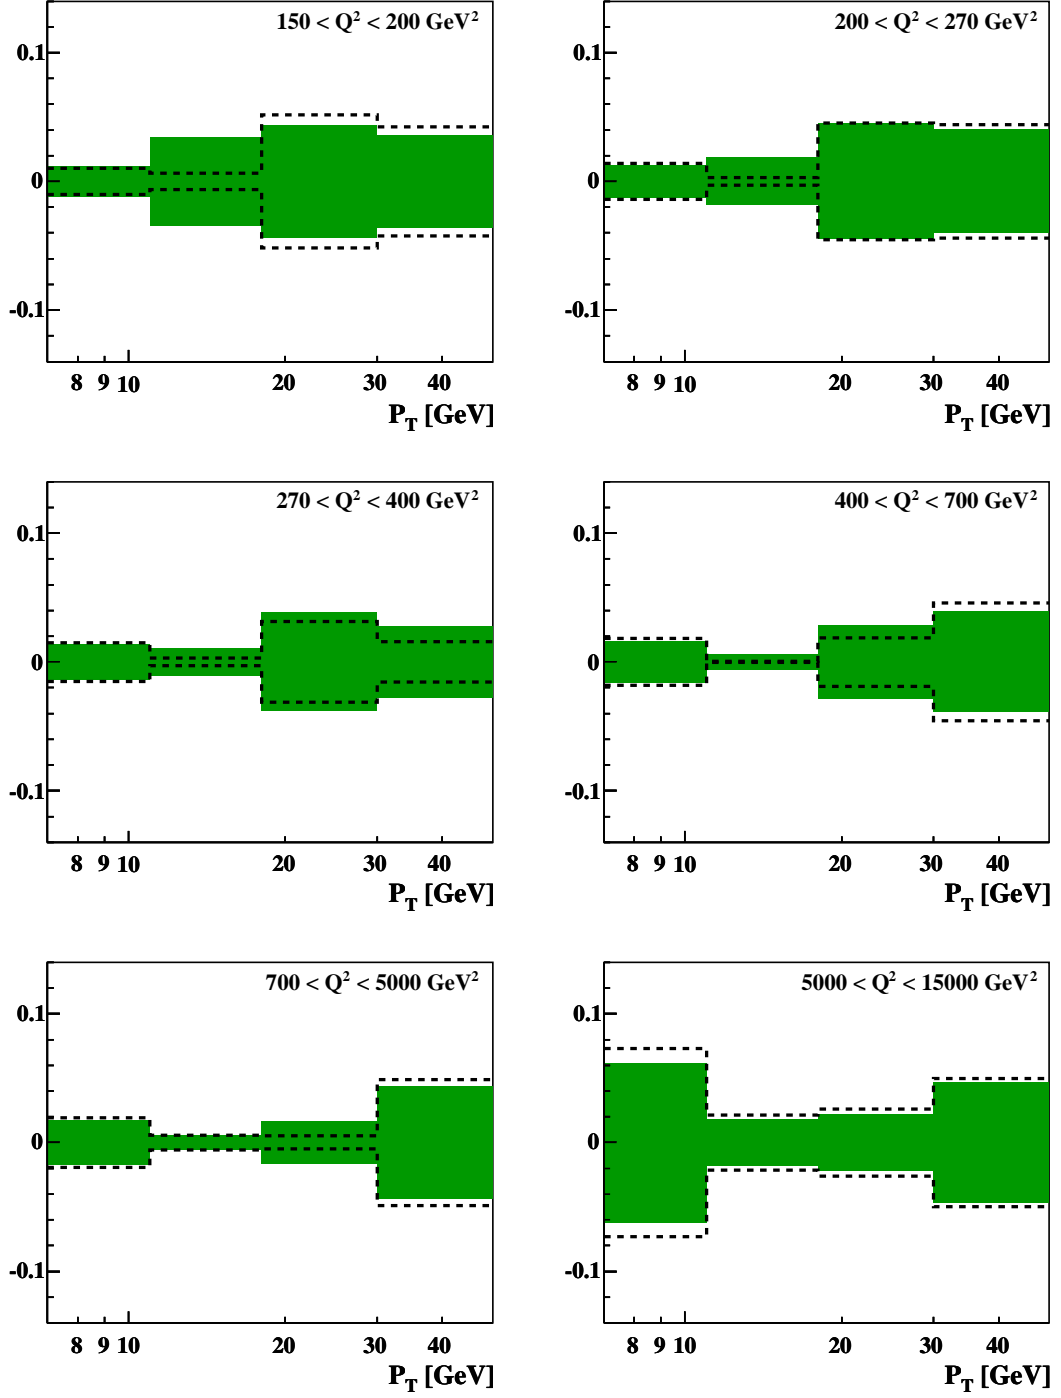 150 < Q² < 200 GeV²
0.1
0
-0.1
8 9 10 20 30 40
P_T [GeV]
200 < Q² < 270 GeV²
0.1
0
-0.1
8 9 10 20 30 40
P_T [GeV]
270 < Q² < 400 GeV²
0.1
0
-0.1
8 9 10 20 30 40
P_T [GeV]
400 < Q² < 700 GeV²
0.1
0
-0.1
8 9 10 20 30 40
P_T [GeV]
700 < Q² < 5000 GeV²
0.1
0
-0.1
8 9 10 20 30 40
P_T [GeV]
5000 < Q² < 15000 GeV²
0.1
0
-0.1
8 9 10 20 30 40
P_T [GeV]